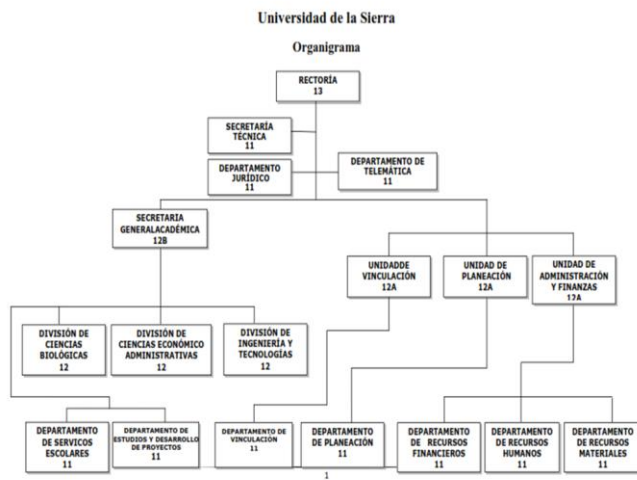 Universidad de la Sierra
Organigrama
RECTORÍA
13
SECRETARÍA
TÉCNICA
11
DEPARTAMENTO
JURÍDICO
11
DEPARTAMENTO DE
TELEMÁTICA
11
SECRETARIA
GENERALACADÉMICA
12B
UNIDADDE
VINCULACIÓN
12A
UNIDAD DE
PLANEACIÓN
12A
UNIDAD DE
ADMINISTRACIÓN
Y FINANZAS
12A
DIVISIÓN DE
CIENCIAS
BIOLÓGICAS
12
DIVISIÓN DE
CIENCIAS ECONÓMICO
ADMINISTRATIVAS
12
DIVISIÓN DE
INGENIERÍA Y
TECNOLOGÍAS
12
DEPARTAMENTO
DE SERVICOS
ESCOLARES
11
DEPARTAMENTO DE
ESTUDIOS Y DESARROLLO
DE PROYECTOS
11
DEPARTAMENTO DE
VINCULACIÓN
11
DEPARTAMENTO
DE PLANEACIÓN
11
DEPARTAMENTO
DE RECURSOS
FINANCIEROS
11
DEPARTAMENTO
DE RECURSOS
HUMANOS
11
DEPARTAMENTO
DE RECURSOS
MATERIALES
11
1